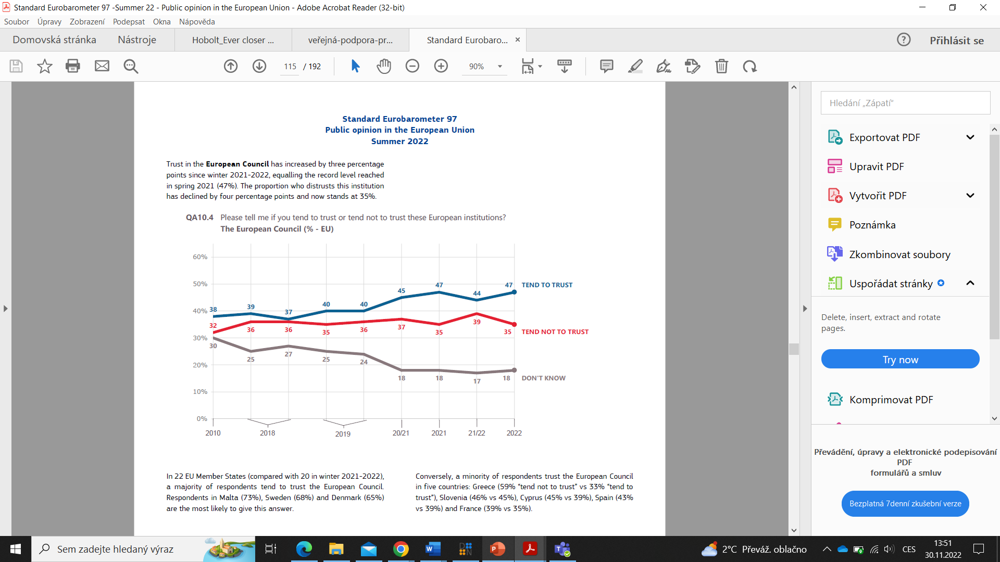 Standard Eurobarometer 97 -Summer 22 - Public opinion in the European Union - Adobe Acrobat Reader (32-bit)
Soubor Úpravy Zobrazení Podepsat Okna Nápověda
Domovská stránka Nástroje Hobolt_Ever closer ... veřejná-podpora-pr... Standard Eurobaro... × Přihlásit se
115 / 192 90%
Standard Eurobarometer 97
Public opinion in the European Union
Summer 2022
Trust in the European Council has increased by three percentage
points since winter 2021-2022, equalling the record level reached
in spring 2021 (47%). The proportion who distrusts this institution
has declined by four percentage points and now stands at 35%.
QA10.4 Please tell me if you tend to trust or tend not to trust these European institutions?
The European Council (% - EU)
60%
50%
40%
30%
20%
10%
0%
38 39 37 40 40 45 47 44 47 TEND TO TRUST
32 36 36 35 36 37 35 39 35 TEND NOT TO TRUST
30 25 27 25 24 18 18 17 18 DON'T KNOW
2010 2018 2019 20/21 2021 21/22 2022
In 22 EU Member States (compared with 20 in winter 2021-2022),
a majority of respondents tend to trust the European Council.
Respondents in Malta (73%), Sweden (68%) and Denmark (65%)
are the most likely to give this answer.
Conversely, a minority of respondents trust the European Council
in five countries: Greece (59% “tend not to trust” vs 33% “tend to
trust”), Slovenia (46% vs 45%), Cyprus (45% vs 39%), Spain (43%
vs 39%) and France (39% vs 35%).
Hledání „Zápatí“
Exportovat PDF
Upravit PDF
Vytvořit PDF
Poznámka
Zkombinovat soubory
Uspořádat stránky
Delete, insert, extract and rotate
pages.
Try now
Komprimovat PDF
Převádění, úpravy a elektronické podepisování
PDF
formulářů a smluv
Bezplatná 7denní zkušební verze
Sem zadejte hledaný výraz
2°C Převáž. oblačno
CES
13:51
30.11.2022